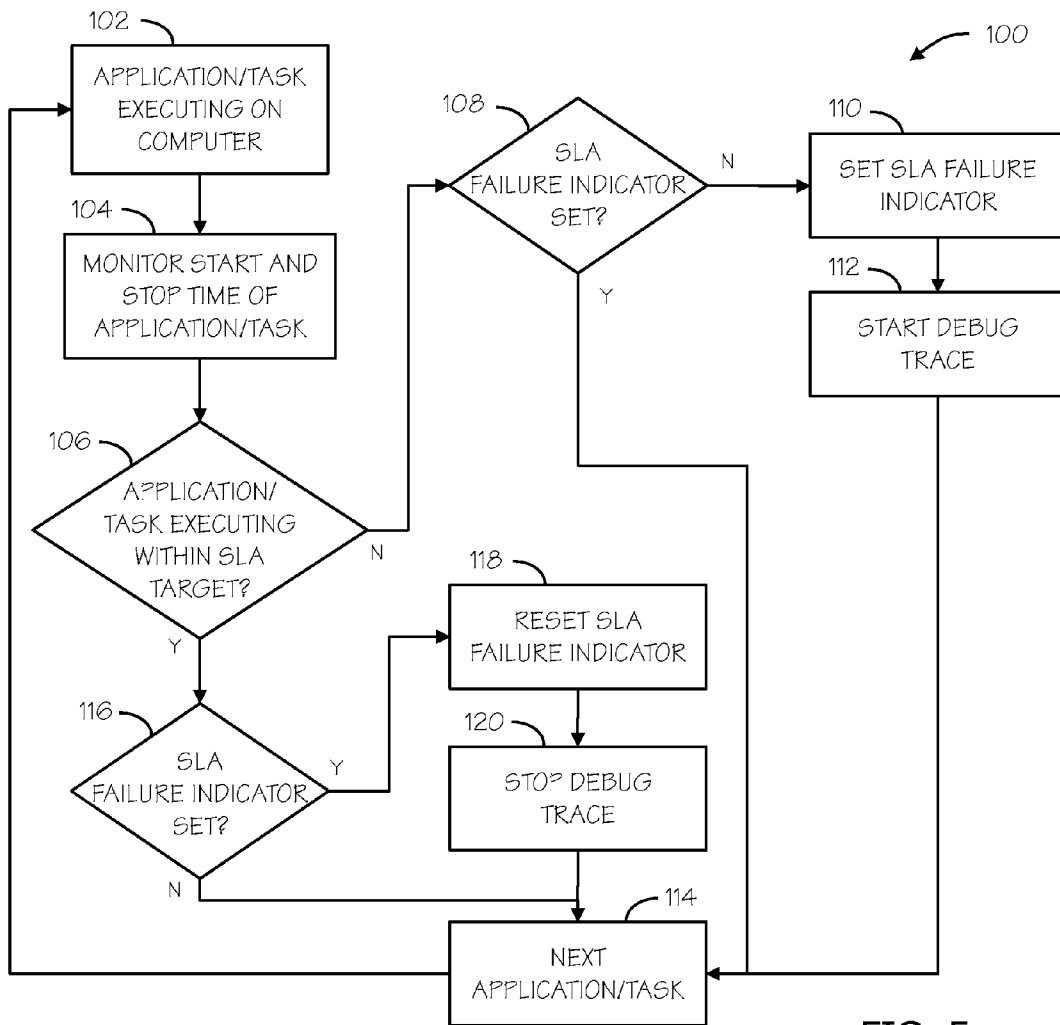 100
102
APPLICATION/TASK
EXECUTING ON
COMPUTER
104
MONITOR START AND
STOP TIME OF
APPLICATION/TASK
106
APPLICATION/
TASK EXECUTING
WITHIN SLA
TARGET?
N
Y
108
SLA
FAILURE INDICATOR
SET?
N
Y
110
SET SLA FAILURE
INDICATOR
112
START DEBUG
TRACE
116
SLA
FAILURE INDICATOR
SET?
Y
N
118
RESET SLA
FAILURE INDICATOR
120
STOP DEBUG
TRACE
114
NEXT
APPLICATION/TASK